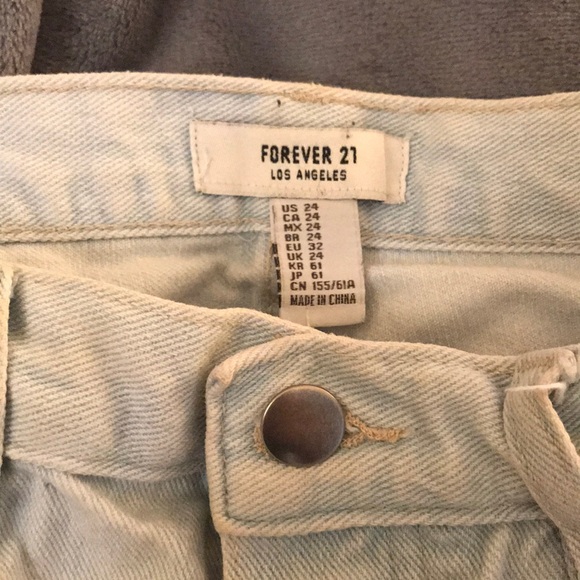 FOREVER 21
LOS ANGELES
US 24
CA 24
MX 24
BR 24
EU 32
UK 24
KR 61
JP 61
CN 155/61A
MADE IN CHINA